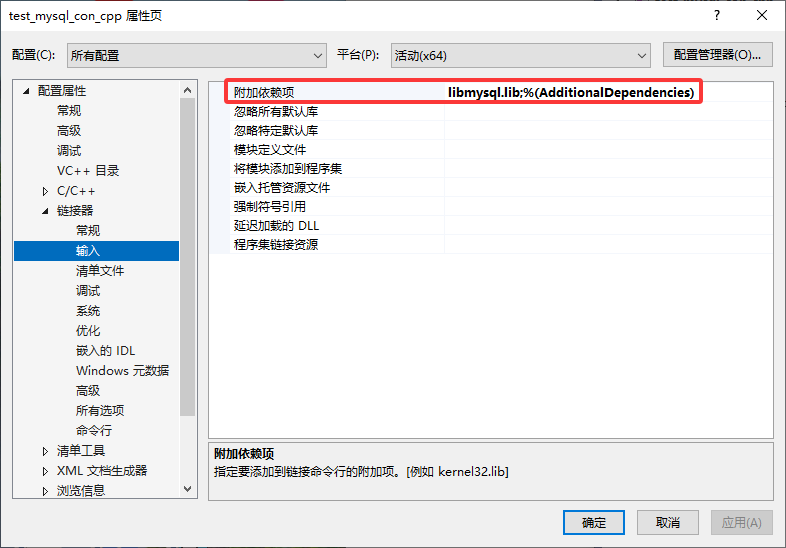 test_mysql_con_cpp 属性页
配置(C): 所有配置 平台(P): 活动(x64) 配置管理器(O)...
配置属性
常规
高级
调试
VC++ 目录
C/C++
链接器
常规
输入
清单文件
调试
系统
优化
嵌入的 IDL
Windows 元数据
高级
所有选项
命令行
清单工具
XML 文档生成器
浏览信息
附加依赖项 libmysql.lib;%(AdditionalDependencies)
忽略所有默认库
忽略特定默认库
模块定义文件
将模块添加到程序集
嵌入托管资源文件
强制符号引用
延迟加载的 DLL
程序集链接资源
附加依赖项
指定要添加到链接命令行的附加项。[例如 kernel32.lib]
确定 取消 应用(A)